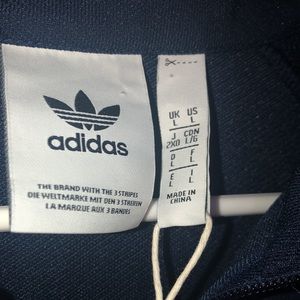 adidas
THE BRAND WITH THE 3 STRIPES
DIE WELTMARKE MIT DEN 3 STREIFEN
LA MARQUE AUX 3 BANDES
UK US
L L
J CDN
2XO L/G
D F
L L
E I
L L
MADE IN
CHINA